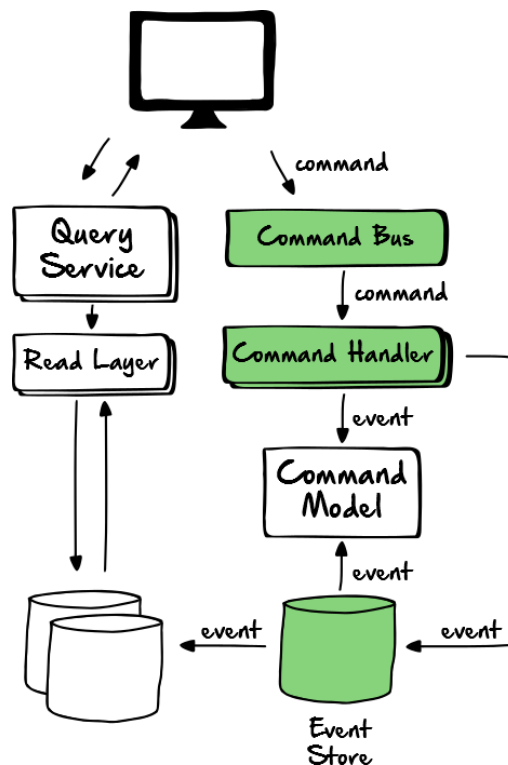 command
Query
Service
Command Bus
command
Read Layer
Command Handler
event
Command
Model
event
event
event
Event
Store